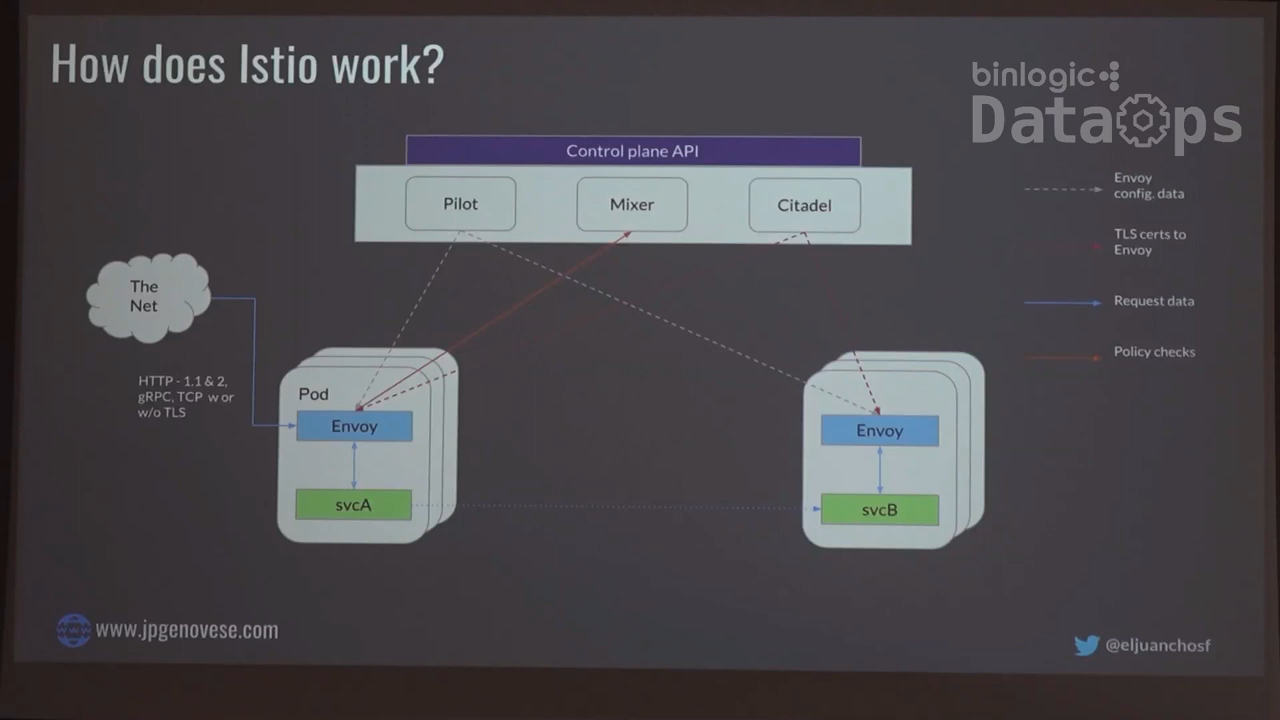 How does Istio work?
binlogic
DataOps
Control plane API
Pilot
Mixer
Citadel
Envoy
config. data
TLS certs to
Envoy
Request data
Policy checks
The
Net
HTTP - 1.1 & 2,
gRPC, TCP w or
w/o TLS
Pod
Envoy
svcA
Envoy
svcB
www.jpgenovese.com
@eljuanchosf